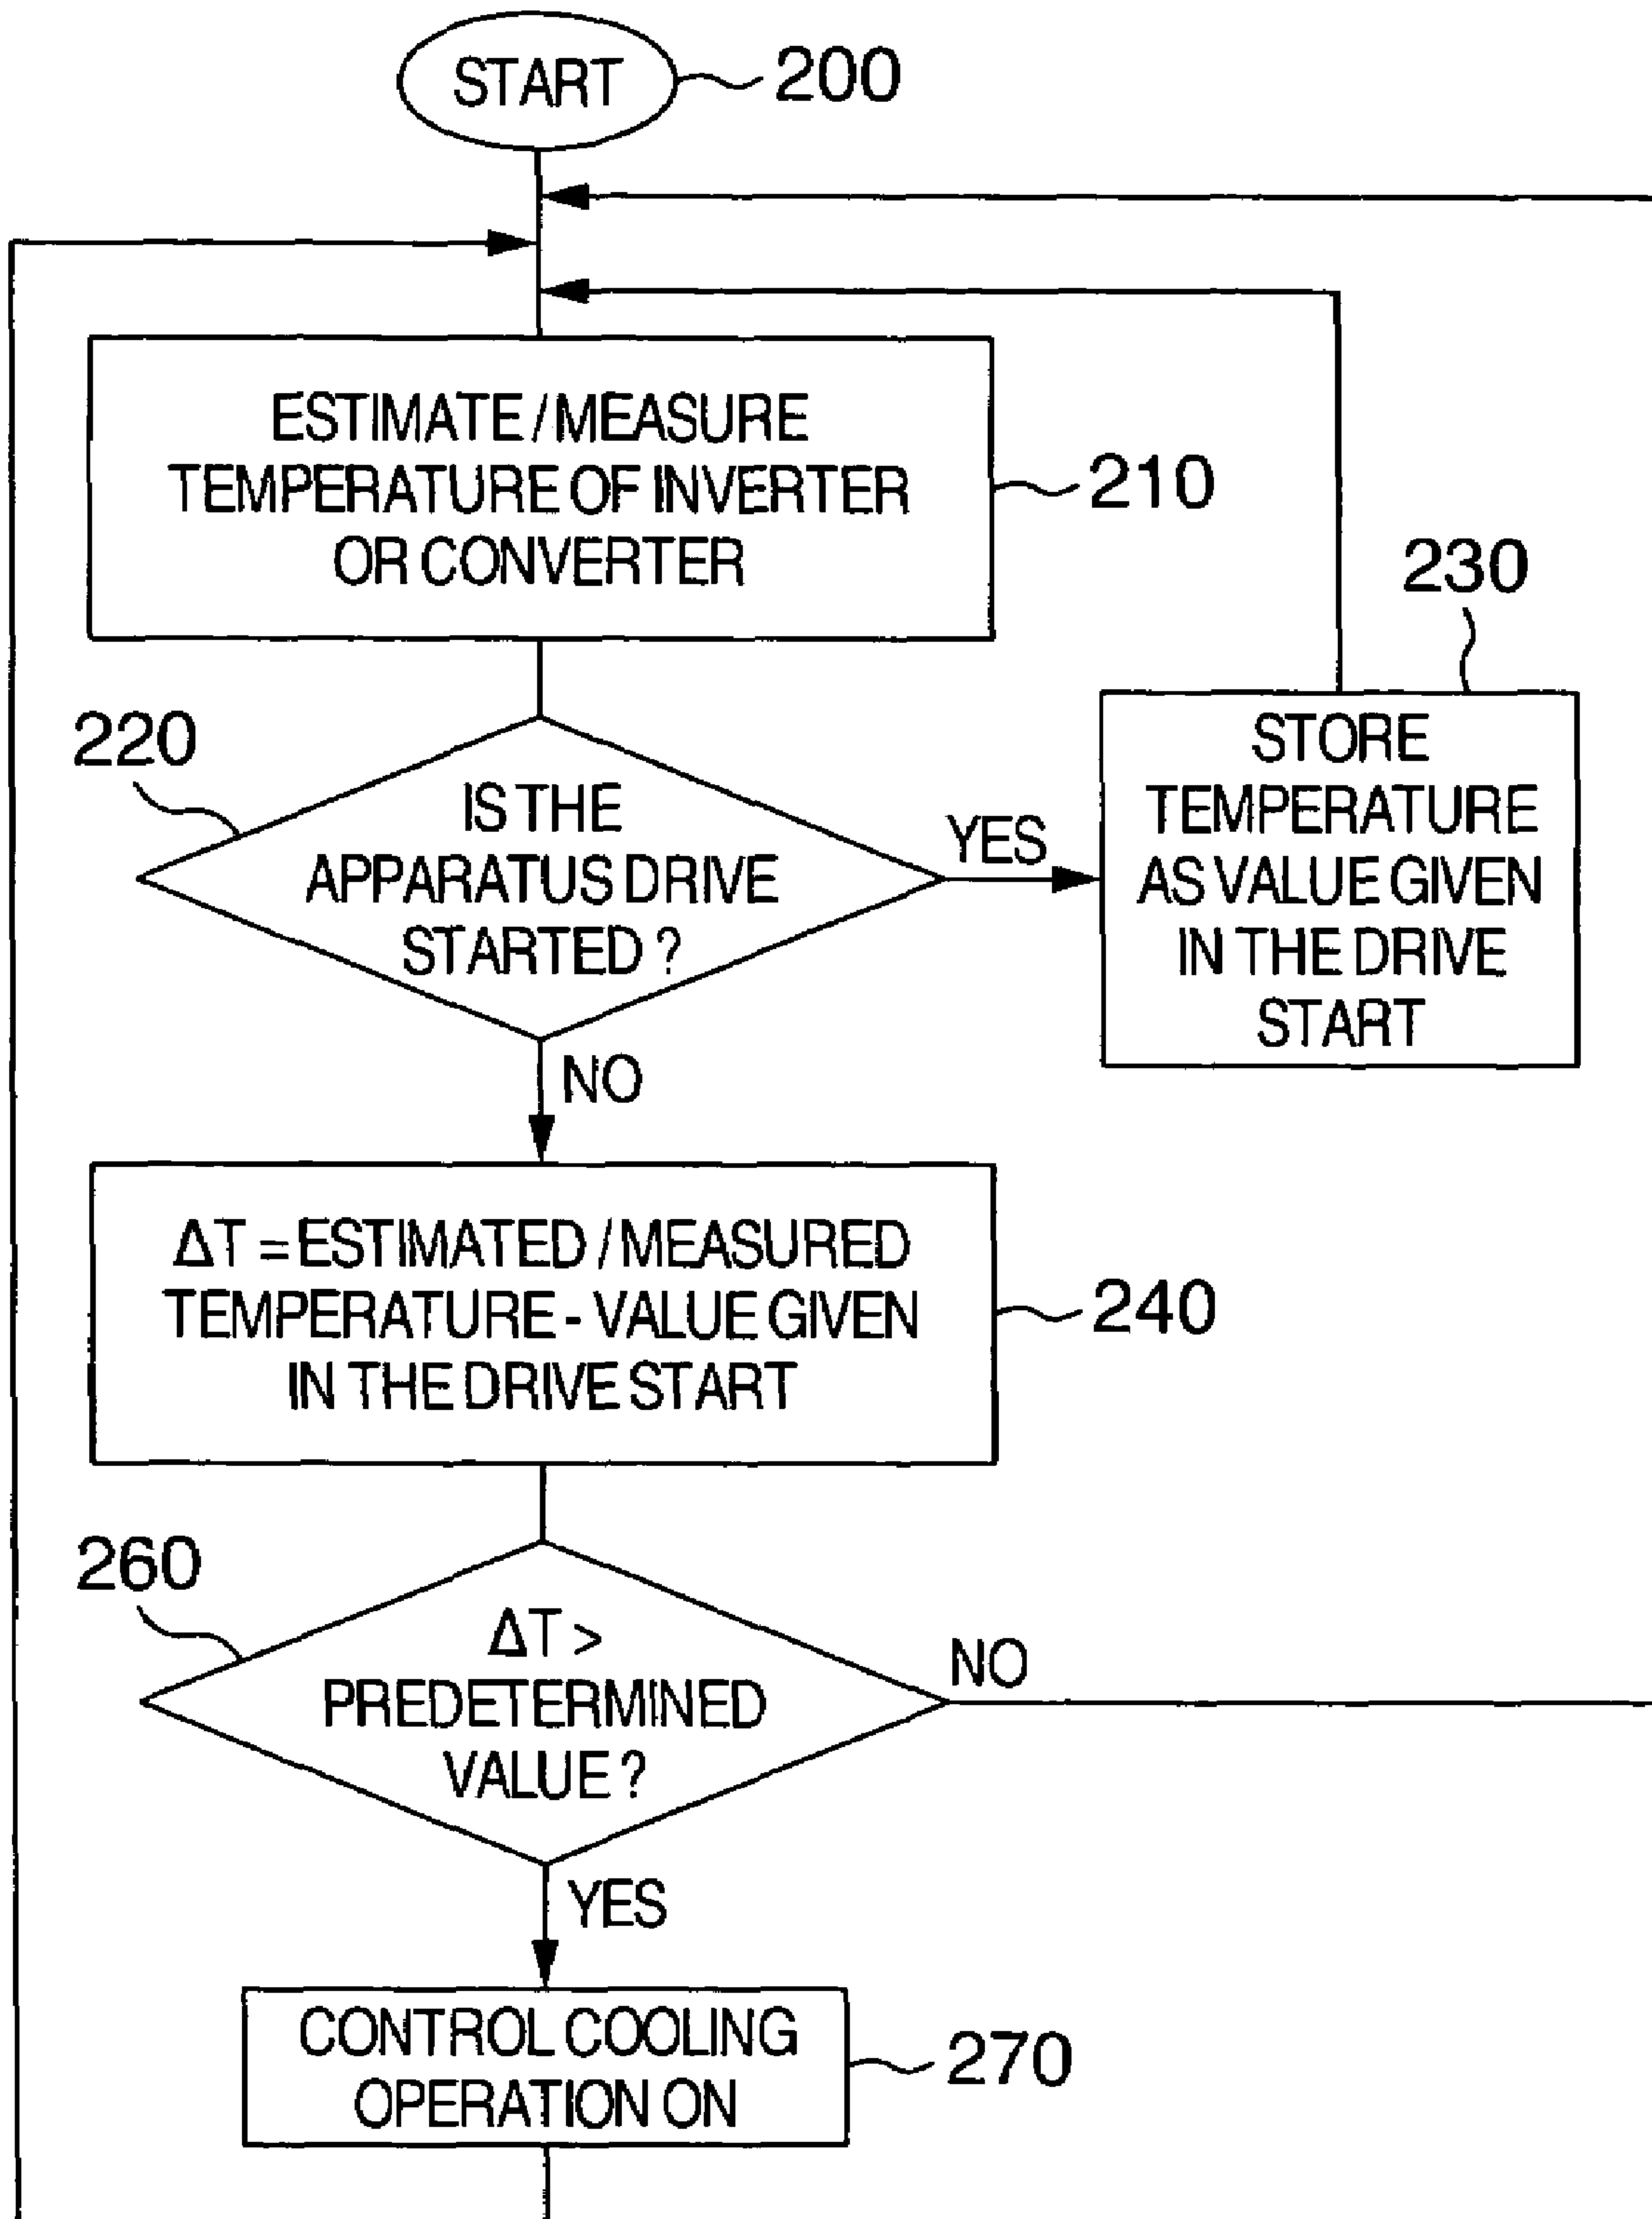 START
200
ESTIMATE / MEASURE
TEMPERATURE OF INVERTER
OR CONVERTER
210
230
STORE
TEMPERATURE
AS VALUE GIVEN
IN THE DRIVE
START
220
IS THE
APPARATUS DRIVE
STARTED ?
YES
NO
ΔT = ESTIMATED / MEASURED
TEMPERATURE - VALUE GIVEN
IN THE DRIVE START
240
260
ΔT >
PREDETERMINED
VALUE ?
NO
YES
CONTROL COOLING
OPERATION ON
270